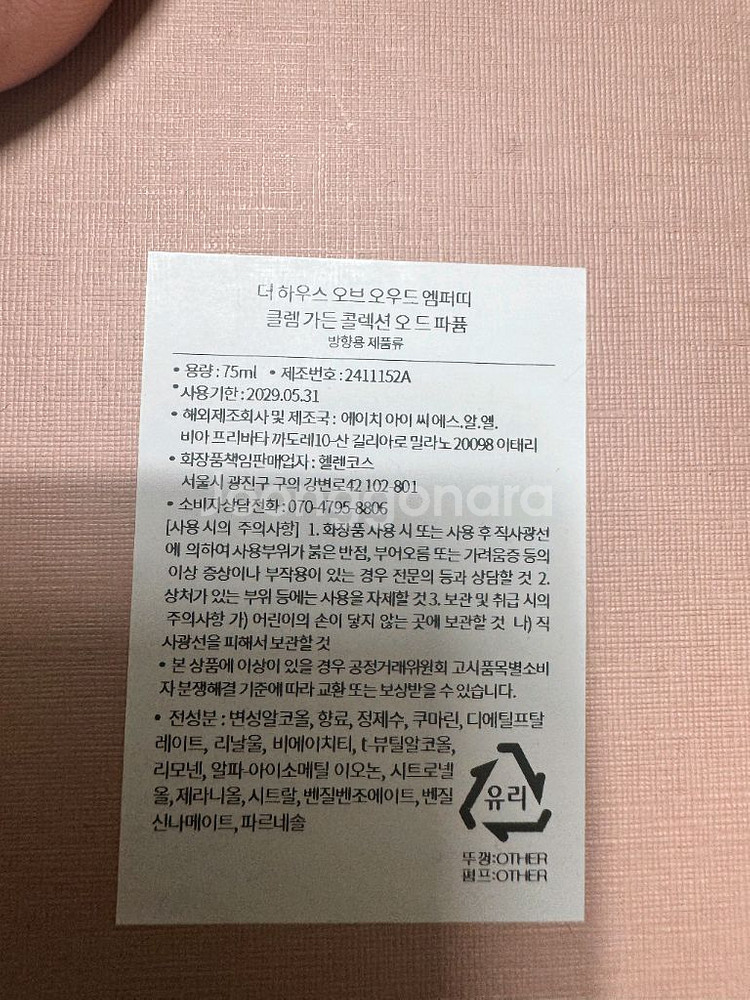 더 하우스 오브 오우드 엠퍼띠
클렘 가든 콜렉션 오 드 파퓸
방향용 제품류
• 용량 : 75ml • 제조번호 : 2411152A
• 사용기한 : 2029.05.31
• 해외제조회사 및 제조국 : 에이치 아이 씨 에스.알.엘.
비아 프리바타 까도레10-산 길리아로 밀라노 20098 이태리
• 화장품책임판매업자 : 헬렌코스
서울시 광진구 구의 강변로42 102-801
• 소비자상담전화 : 070-4795-8806
joonggonara
[사용 시의 주의사항] 1. 화장품 사용 시 또는 사용 후 직사광선
에 의하여 사용부위가 붉은 반점, 부어오름 또는 가려움증 등의
이상 증상이나 부작용이 있는 경우 전문의 등과 상담할 것 2.
상처가 있는 부위 등에는 사용을 자제할 것 3. 보관 및 취급 시의
주의사항 가) 어린이의 손이 닿지 않는 곳에 보관할 것 나) 직
사광선을 피해서 보관할 것
• 본 상품에 이상이 있을 경우 공정거래위원회 고시품목별소비
자 분쟁해결 기준에 따라 교환 또는 보상받을 수 있습니다.
• 전성분 : 변성알코올, 향료, 정제수, 쿠마린, 디에틸프탈
레이트, 리날울, 비에이치티, t-뷰틸알코올,
리모넨, 알파-아이소메틸 이오논, 시트로넬
올, 제라니올, 시트랄, 벤질벤조에이트, 벤질
신나메이트, 파르네솔
유리
뚜껑:OTHER
펌프:OTHER